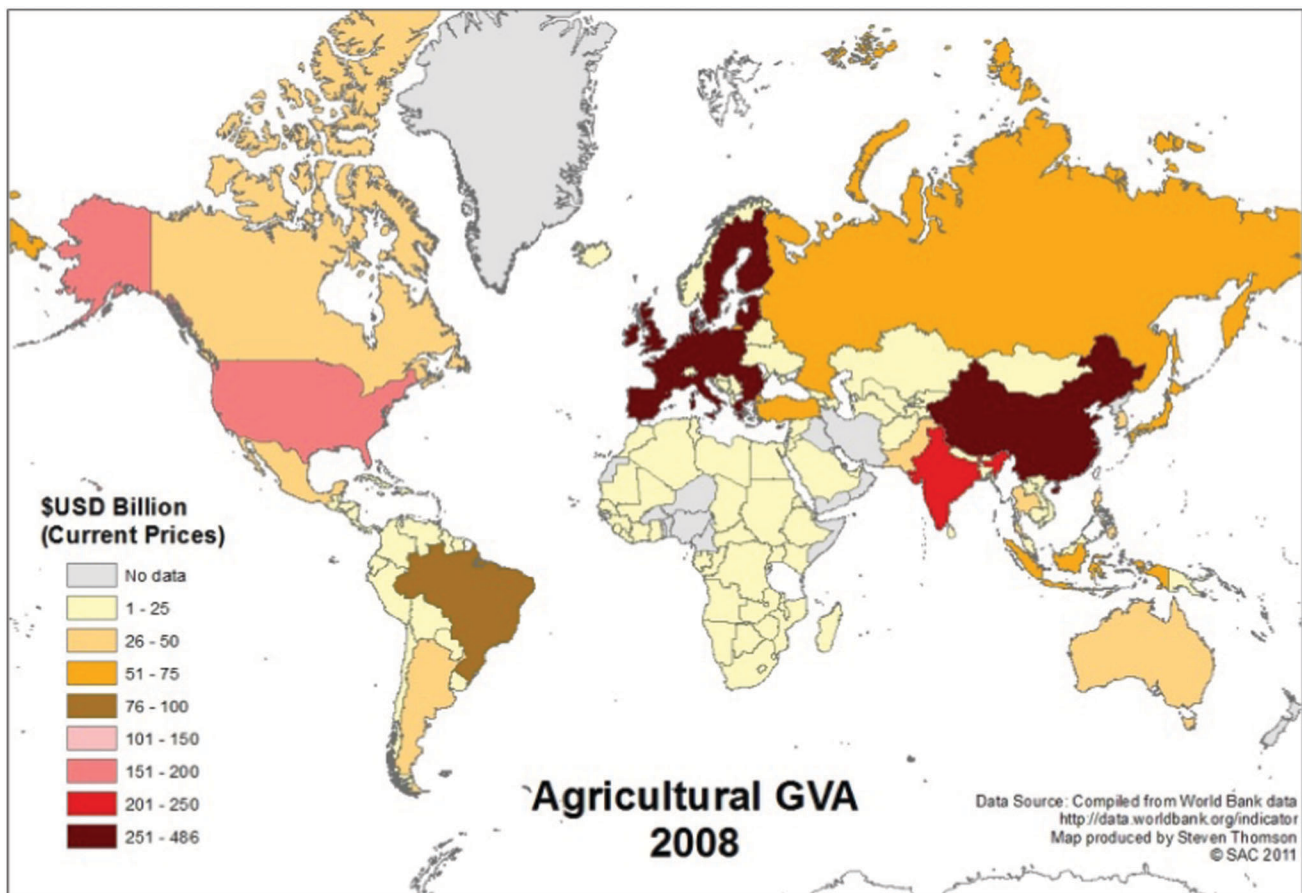 $USD Billion
(Current Prices)
No data
1 - 25
26 - 50
51 - 75
76 - 100
101 - 150
151 - 200
201 - 250
251 - 486
Agricultural GVA
2008
Data Source: Compiled from World Bank data
http://data.worldbank.org/indicator
Map produced by Steven Thomson
© SAC 2011